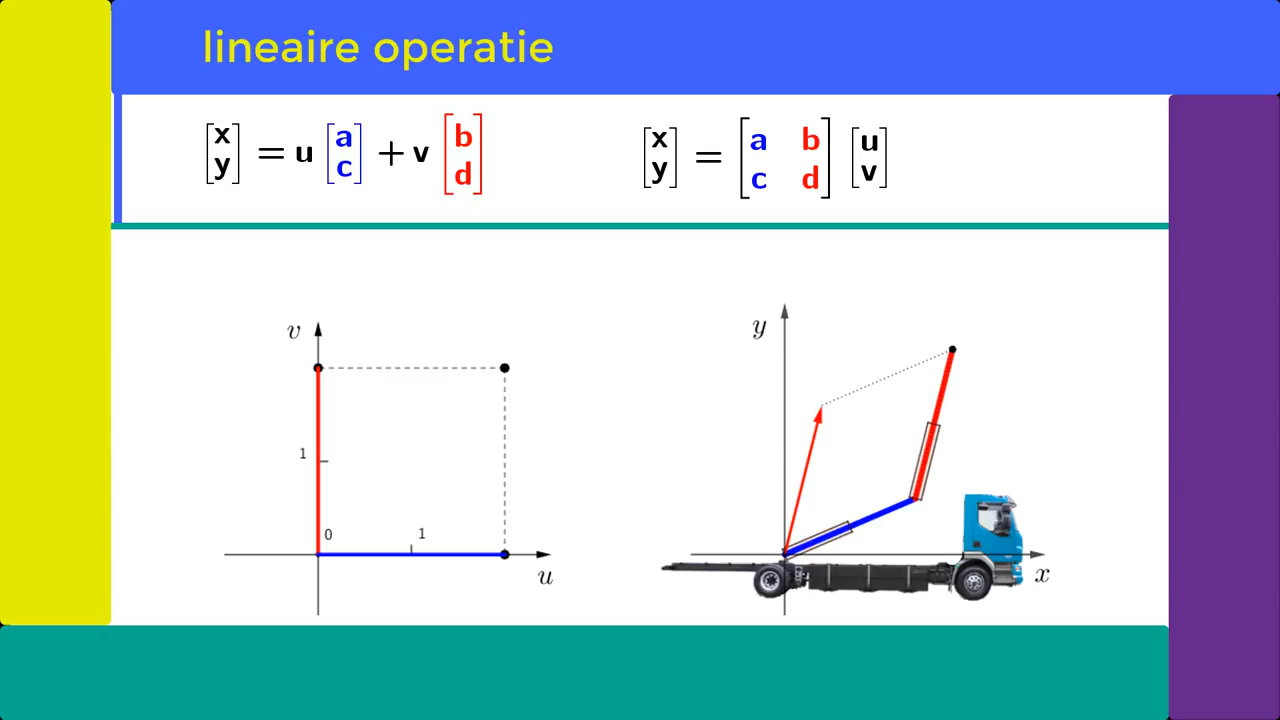 lineaire operatie
[x y] = u [a c] + v [b d]
[x y] = [a b c d] [u v]
v
1
0
1
u
y
x